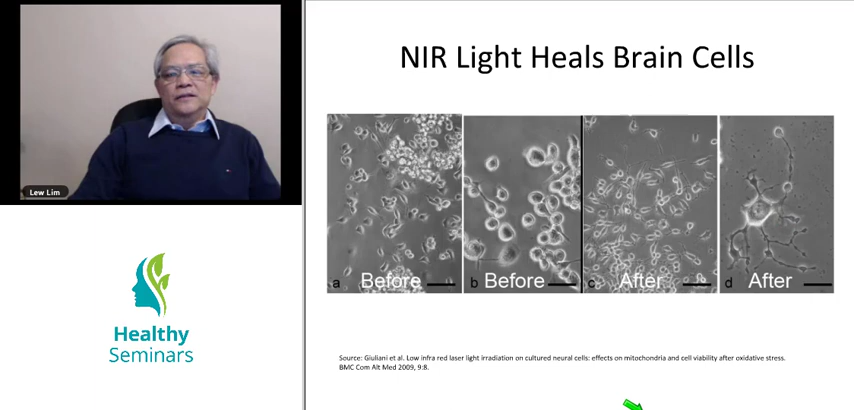 NIR Light Heals Brain Cells
Lew Lim
a Before
b Before
c After
d After
Healthy
Seminars
Source: Giuliani et al. Low infra red laser light irradiation on cultured neural cells: effects on mitochondria and cell viability after oxidative stress.
BMC Com Alt Med 2009, 9:8.